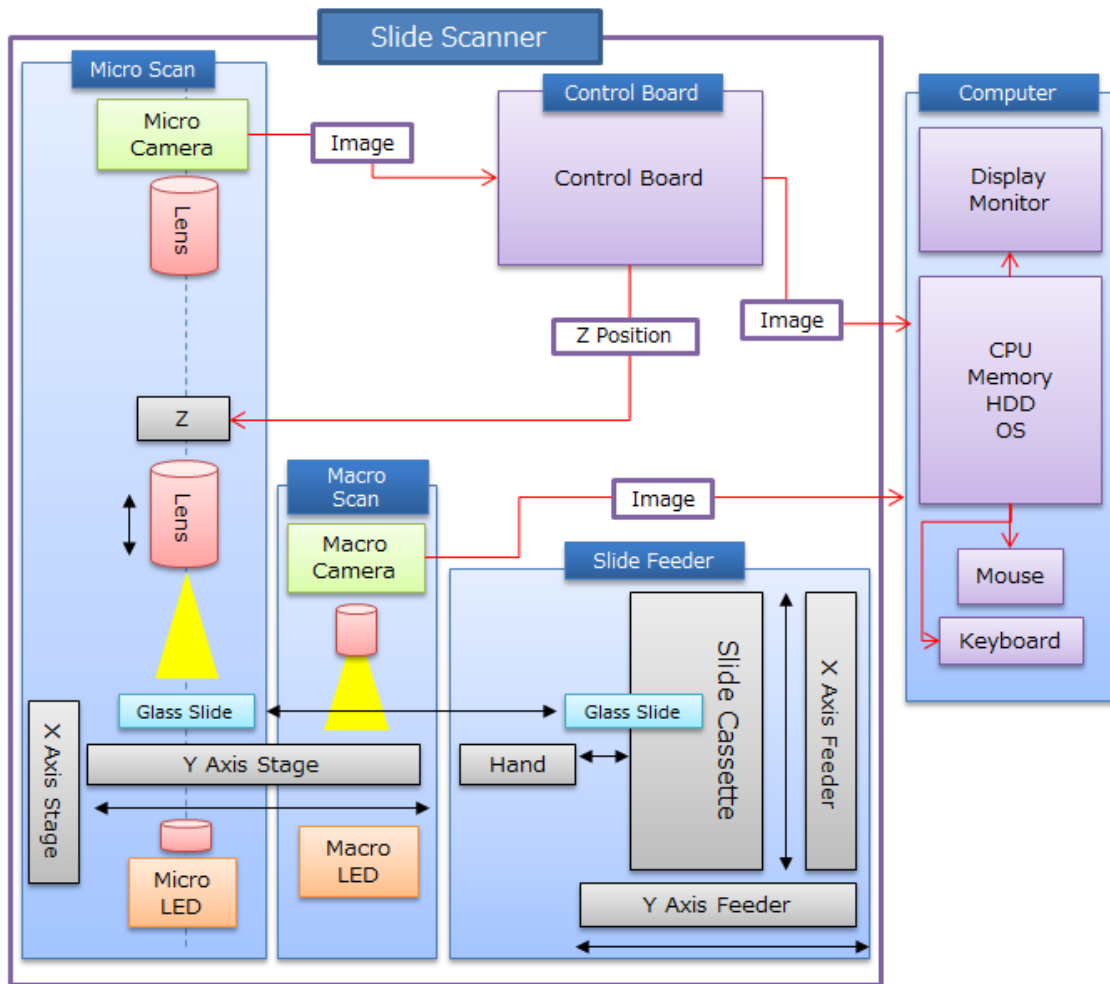 Slide Scanner
Micro Scan
Micro
Camera
Lens
Z
Lens
Glass Slide
X Axis Stage
Y Axis Stage
Micro
LED
Image
Control Board
Control Board
Z Position
Image
Macro
Scan
Macro
Camera
Macro
LED
Image
Slide Feeder
Glass Slide
Hand
Slide Cassette
X Axis Feeder
Y Axis Feeder
Computer
Display
Monitor
CPU
Memory
HDD
OS
Mouse
Keyboard